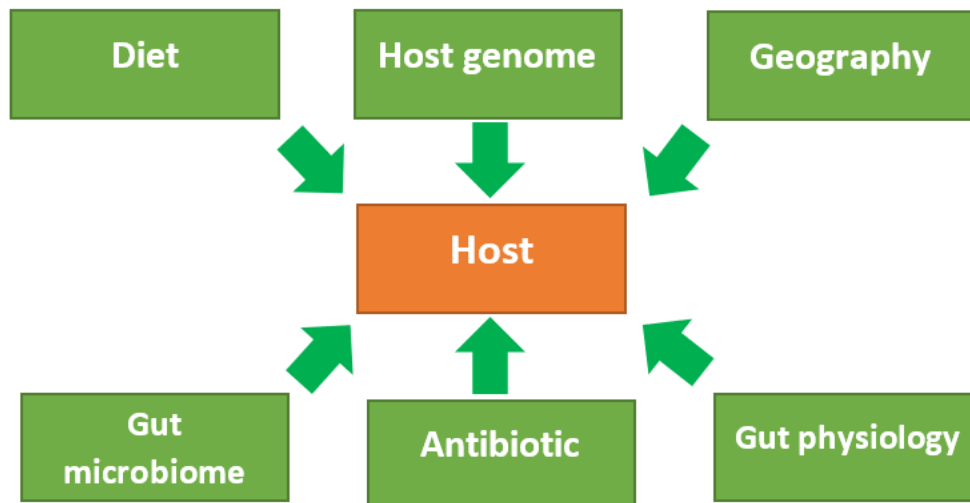 Diet
Host genome
Geography
Host
Gut
microbiome
Antibiotic
Gut physiology